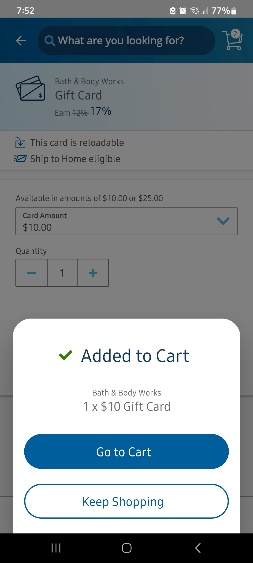 7:52
77%
What are you looking for?
Bath & Body Works
Gift Card
Earn 12% 17%
This card is reloadable
Ship to Home eligible
Available in amounts of $10.00 or $25.00
Card Amount
$10.00
Quantity
− 1 +
Added to Cart
Bath & Body Works
1 x $10 Gift Card
Go to Cart
Keep Shopping